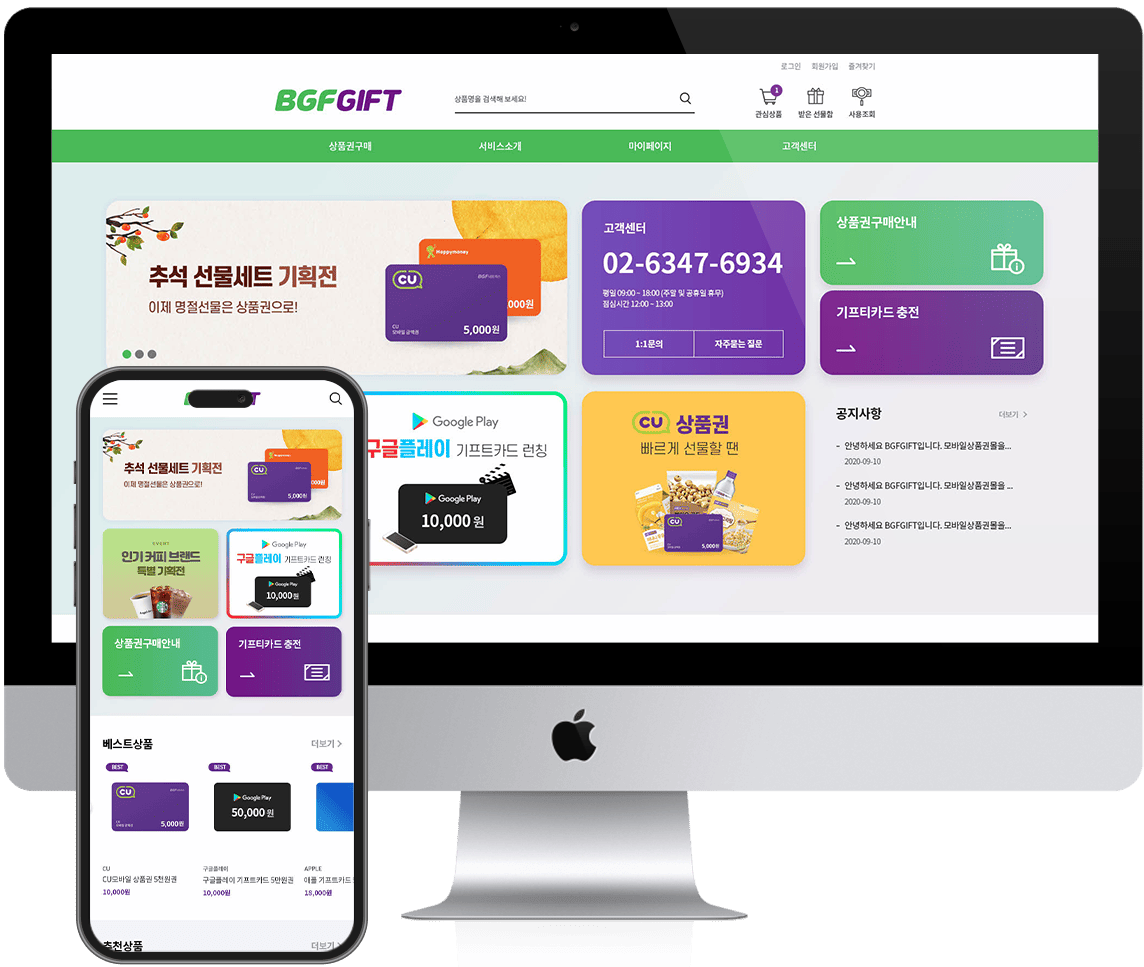 로그인 회원가입 즐겨찾기
BGFGIFT
상품명을 검색해 보세요!
1
관심상품 받은 선물함 사용조회
상품권구매 서비스소개 마이페이지 고객센터
추석 선물세트 기획전
이제 명절선물은 상품권으로!
Happymoney
000원
CU
BGF
CU
모바일 금액권
5,000원
고객센터
02-6347-6934
평일 09:00 ~ 18:00 (주말 및 공휴일 휴무)
점심시간 12:00 ~ 13:00
1:1문의 자주묻는 질문
상품권구매안내
기프티카드 충전
Google Play
구글플레이 기프트카드 런칭
Google Play
10,000 원
CU 상품권
빠르게 선물할 땐
CU
5,000원
공지사항 더보기
- 안녕하세요 BGFGIFT입니다. 모바일상품권몰을...
2020-09-10
- 안녕하세요 BGFGIFT입니다. 모바일상품권몰을 ...
2020-09-10
- 안녕하세요 BGFGIFT입니다. 모바일상품권몰을...
2020-09-10
추석 선물세트 기획전
이제 명절선물은 상품권으로!
Happymoney
000원
CU
5,000원
EVENT
인기 커피 브랜드
특별 기획전
Google Play
구글플레이 기프트카드 런칭
Google Play
10,000원
상품권구매안내
기프티카드 충전
베스트상품 더보기
BEST BEST BEST
CU
5,000원
Google Play
50,000 원
CU 구글플레이 APPLE
CU모바일 상품권 5천원권 구글플레이 기프트카드 5만원권 애플 기프트카드
10,000원 10,000원 18,000원
추천상품 더보기